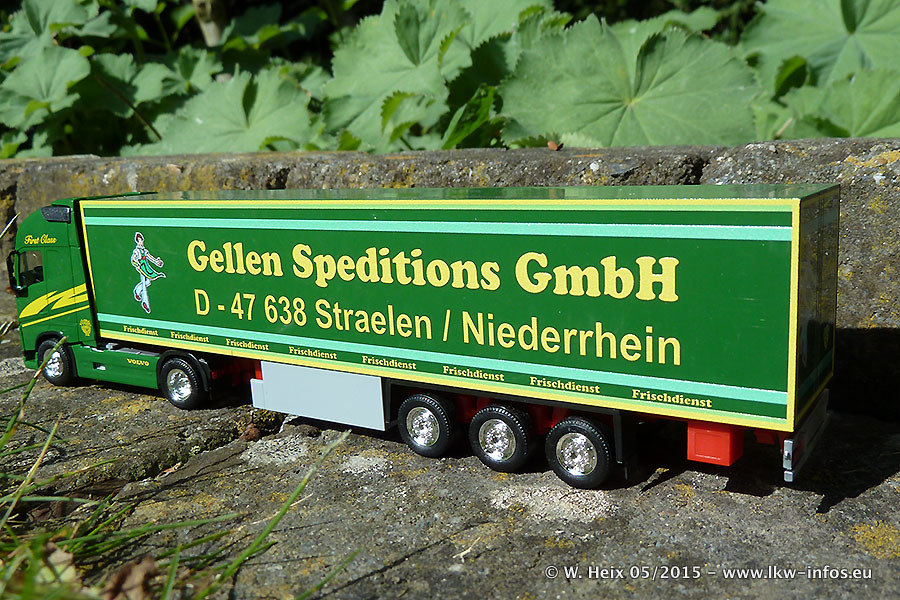 First Class
Gellen Speditions GmbH
D - 47 638 Straelen / Niederrhein
Frischdienst Frischdienst Frischdienst Frischdienst Frischdienst Frischdienst Frischdienst Frischdienst
VOLVO
© W. Heix 05/2015 - www.lkw-infos.eu